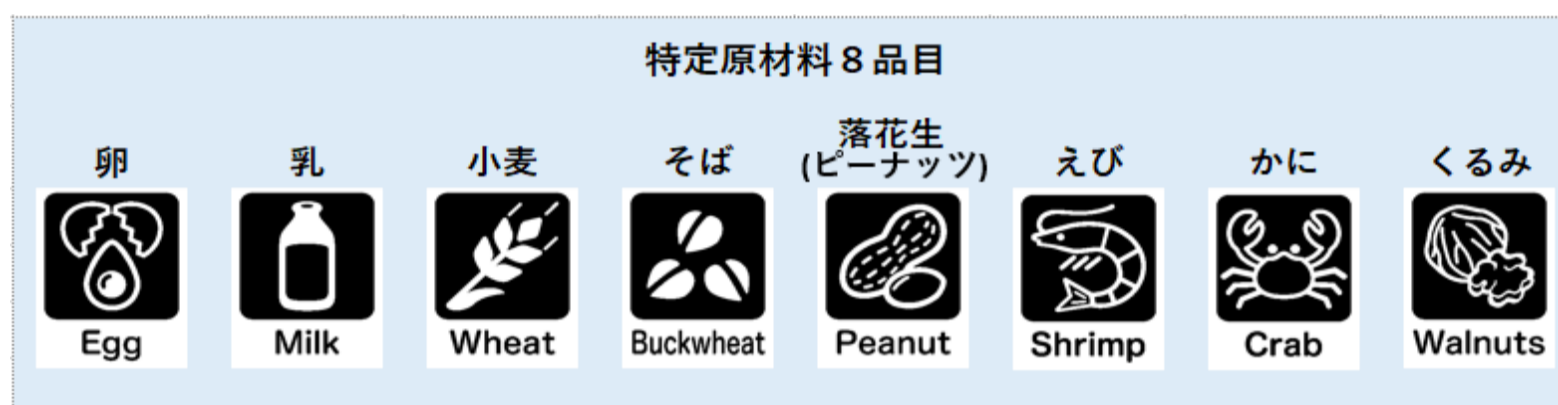 特定原材料８品目
卵
乳
小麦
そば
落花生
(ピーナッツ)
えび
かに
くるみ
Egg
Milk
Wheat
Buckwheat
Peanut
Shrimp
Crab
Walnuts